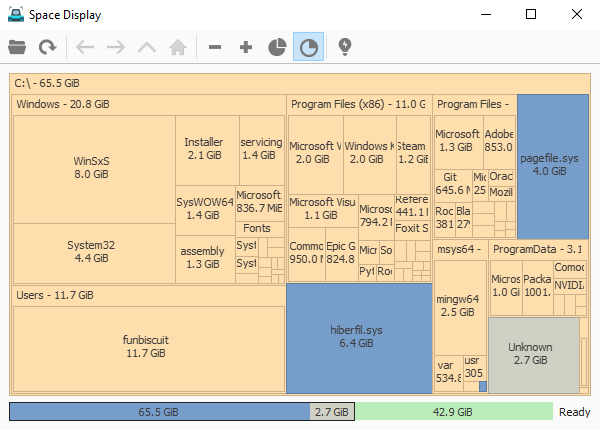 Space Display
C:\ - 65.5 GiB
Windows - 20.8 GiB
WinSxS
8.0 GiB
System32
4.4 GiB
Installer
2.1 GiB
servicing
1.4 GiB
SysWOW64
1.4 GiB
Microsoft
836.7 MiB
Fonts
assembly
1.3 GiB
Syst
Syst
Users - 11.7 GiB
funbiscuit
11.7 GiB
Program Files (x86) - 11.0 G
Microsoft V
2.0 GiB
Windows K
2.0 GiB
Steam
1.2 GiB
Microsoft Visu
1.1 GiB
Microso
794.2 M
Refere
441.1 M
Foxit S
Commo
950.0 M
Epic G
824.8
Micr
So
Pyt
Roc
hiberfil.sys
6.4 GiB
Program Files -
Microsoft
1.3 GiB
Adobe
853.0
Git
645.6 M
Mic
25
Orac
Mozil
Roc
381
Bla
279
pagefile.sys
4.0 GiB
msys64 -
mingw64
2.5 GiB
var
534.8
usr
305.
ProgramData - 3.1
Micros
1.0 Gi
Packa
1001.
Comod
NVIDIA
Unknown
2.7 GiB
65.5 GiB
2.7 GiB
42.9 GiB
Ready